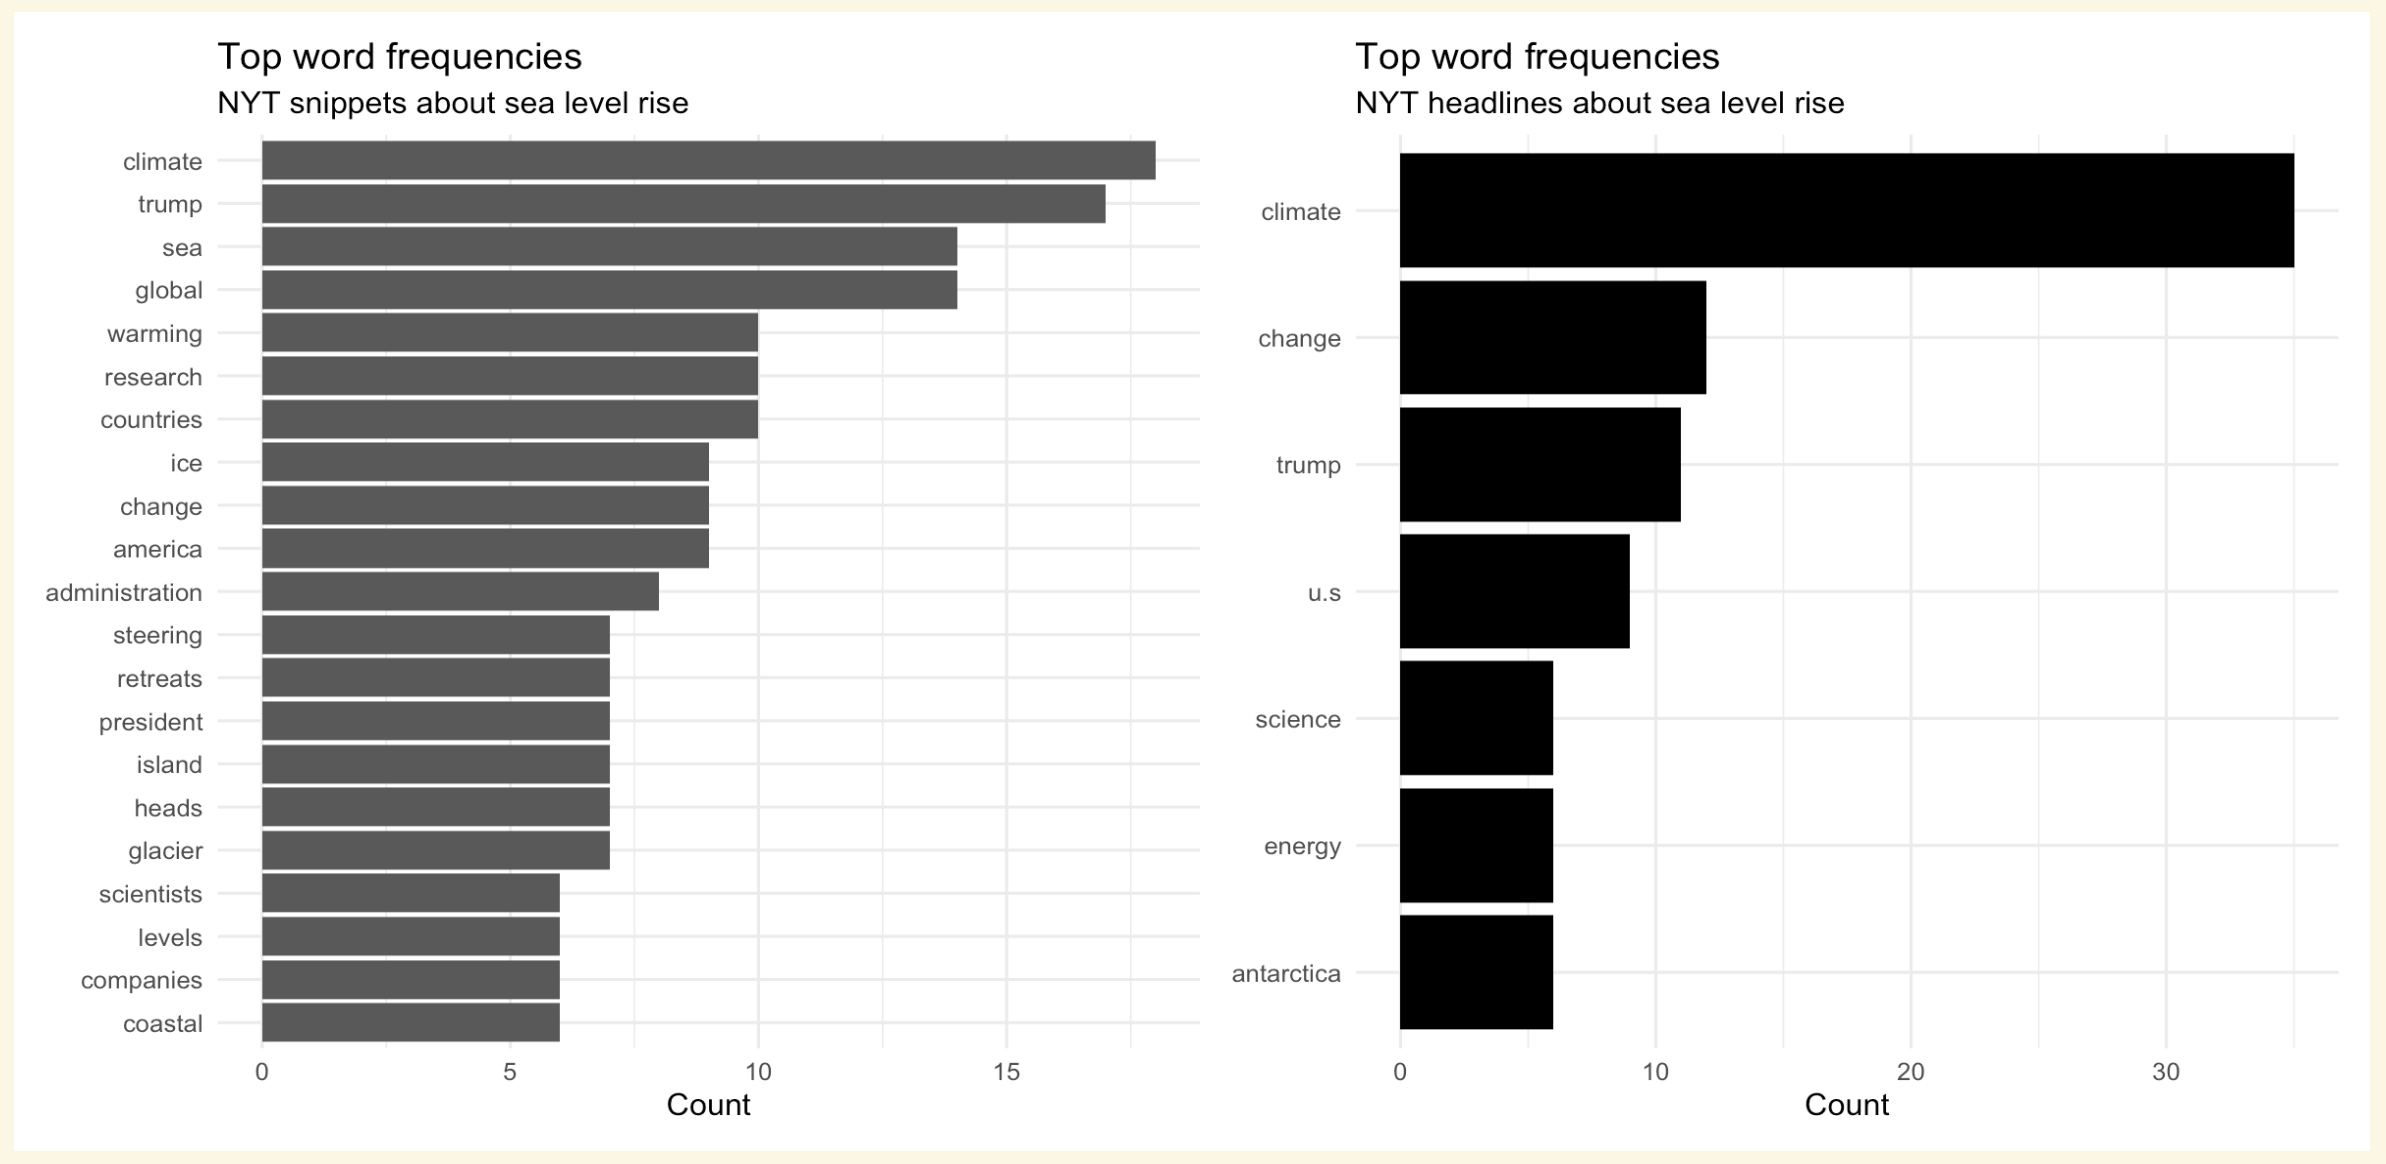 Top word frequencies
NYT snippets about sea level rise
climate
trump
sea
global
warming
research
countries
ice
change
america
administration
steering
retreats
president
island
heads
glacier
scientists
levels
companies
coastal
0 5 10 15
Count
Top word frequencies
NYT headlines about sea level rise
climate
change
trump
u.s
science
energy
antarctica
0 10 20 30
Count